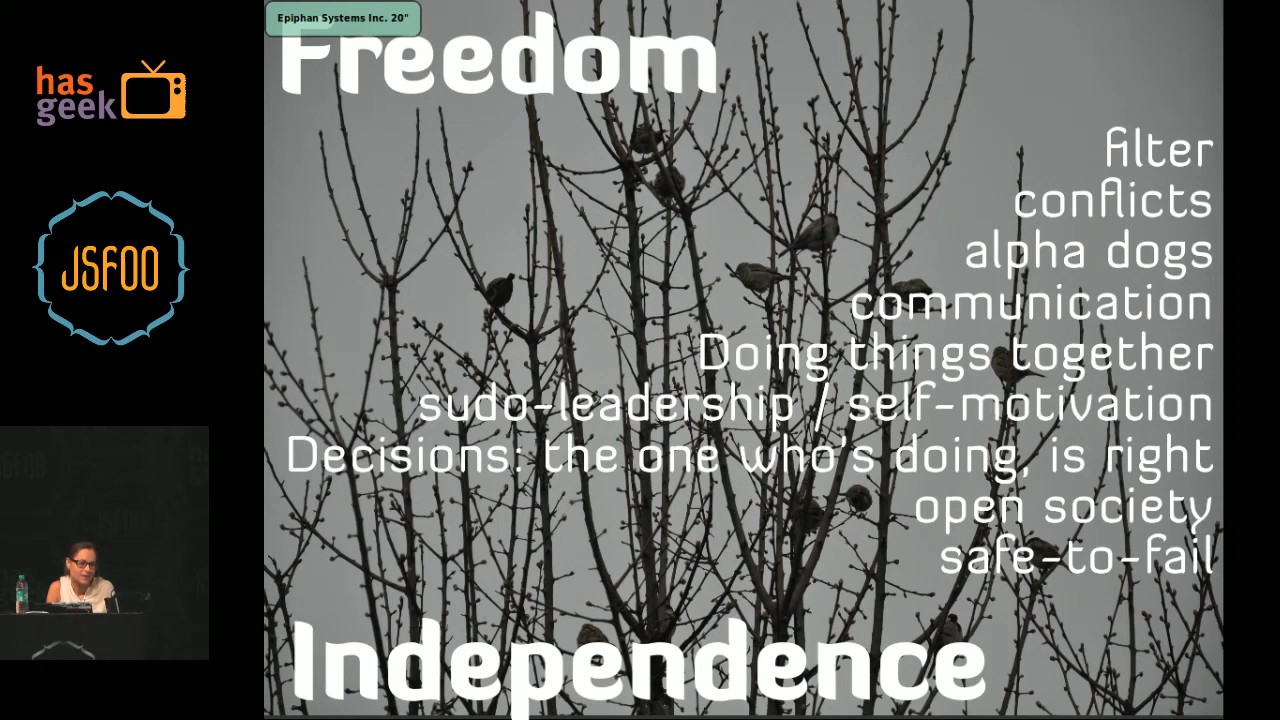 Epiphan Systems Inc. 20"
has
geek
JSFOO
Freedom
filter
conflicts
alpha dogs
communication
Doing things together
sudo-leadership / self-motivation
Decisions: the one who's doing, is right
open society
safe-to-fail
Independence